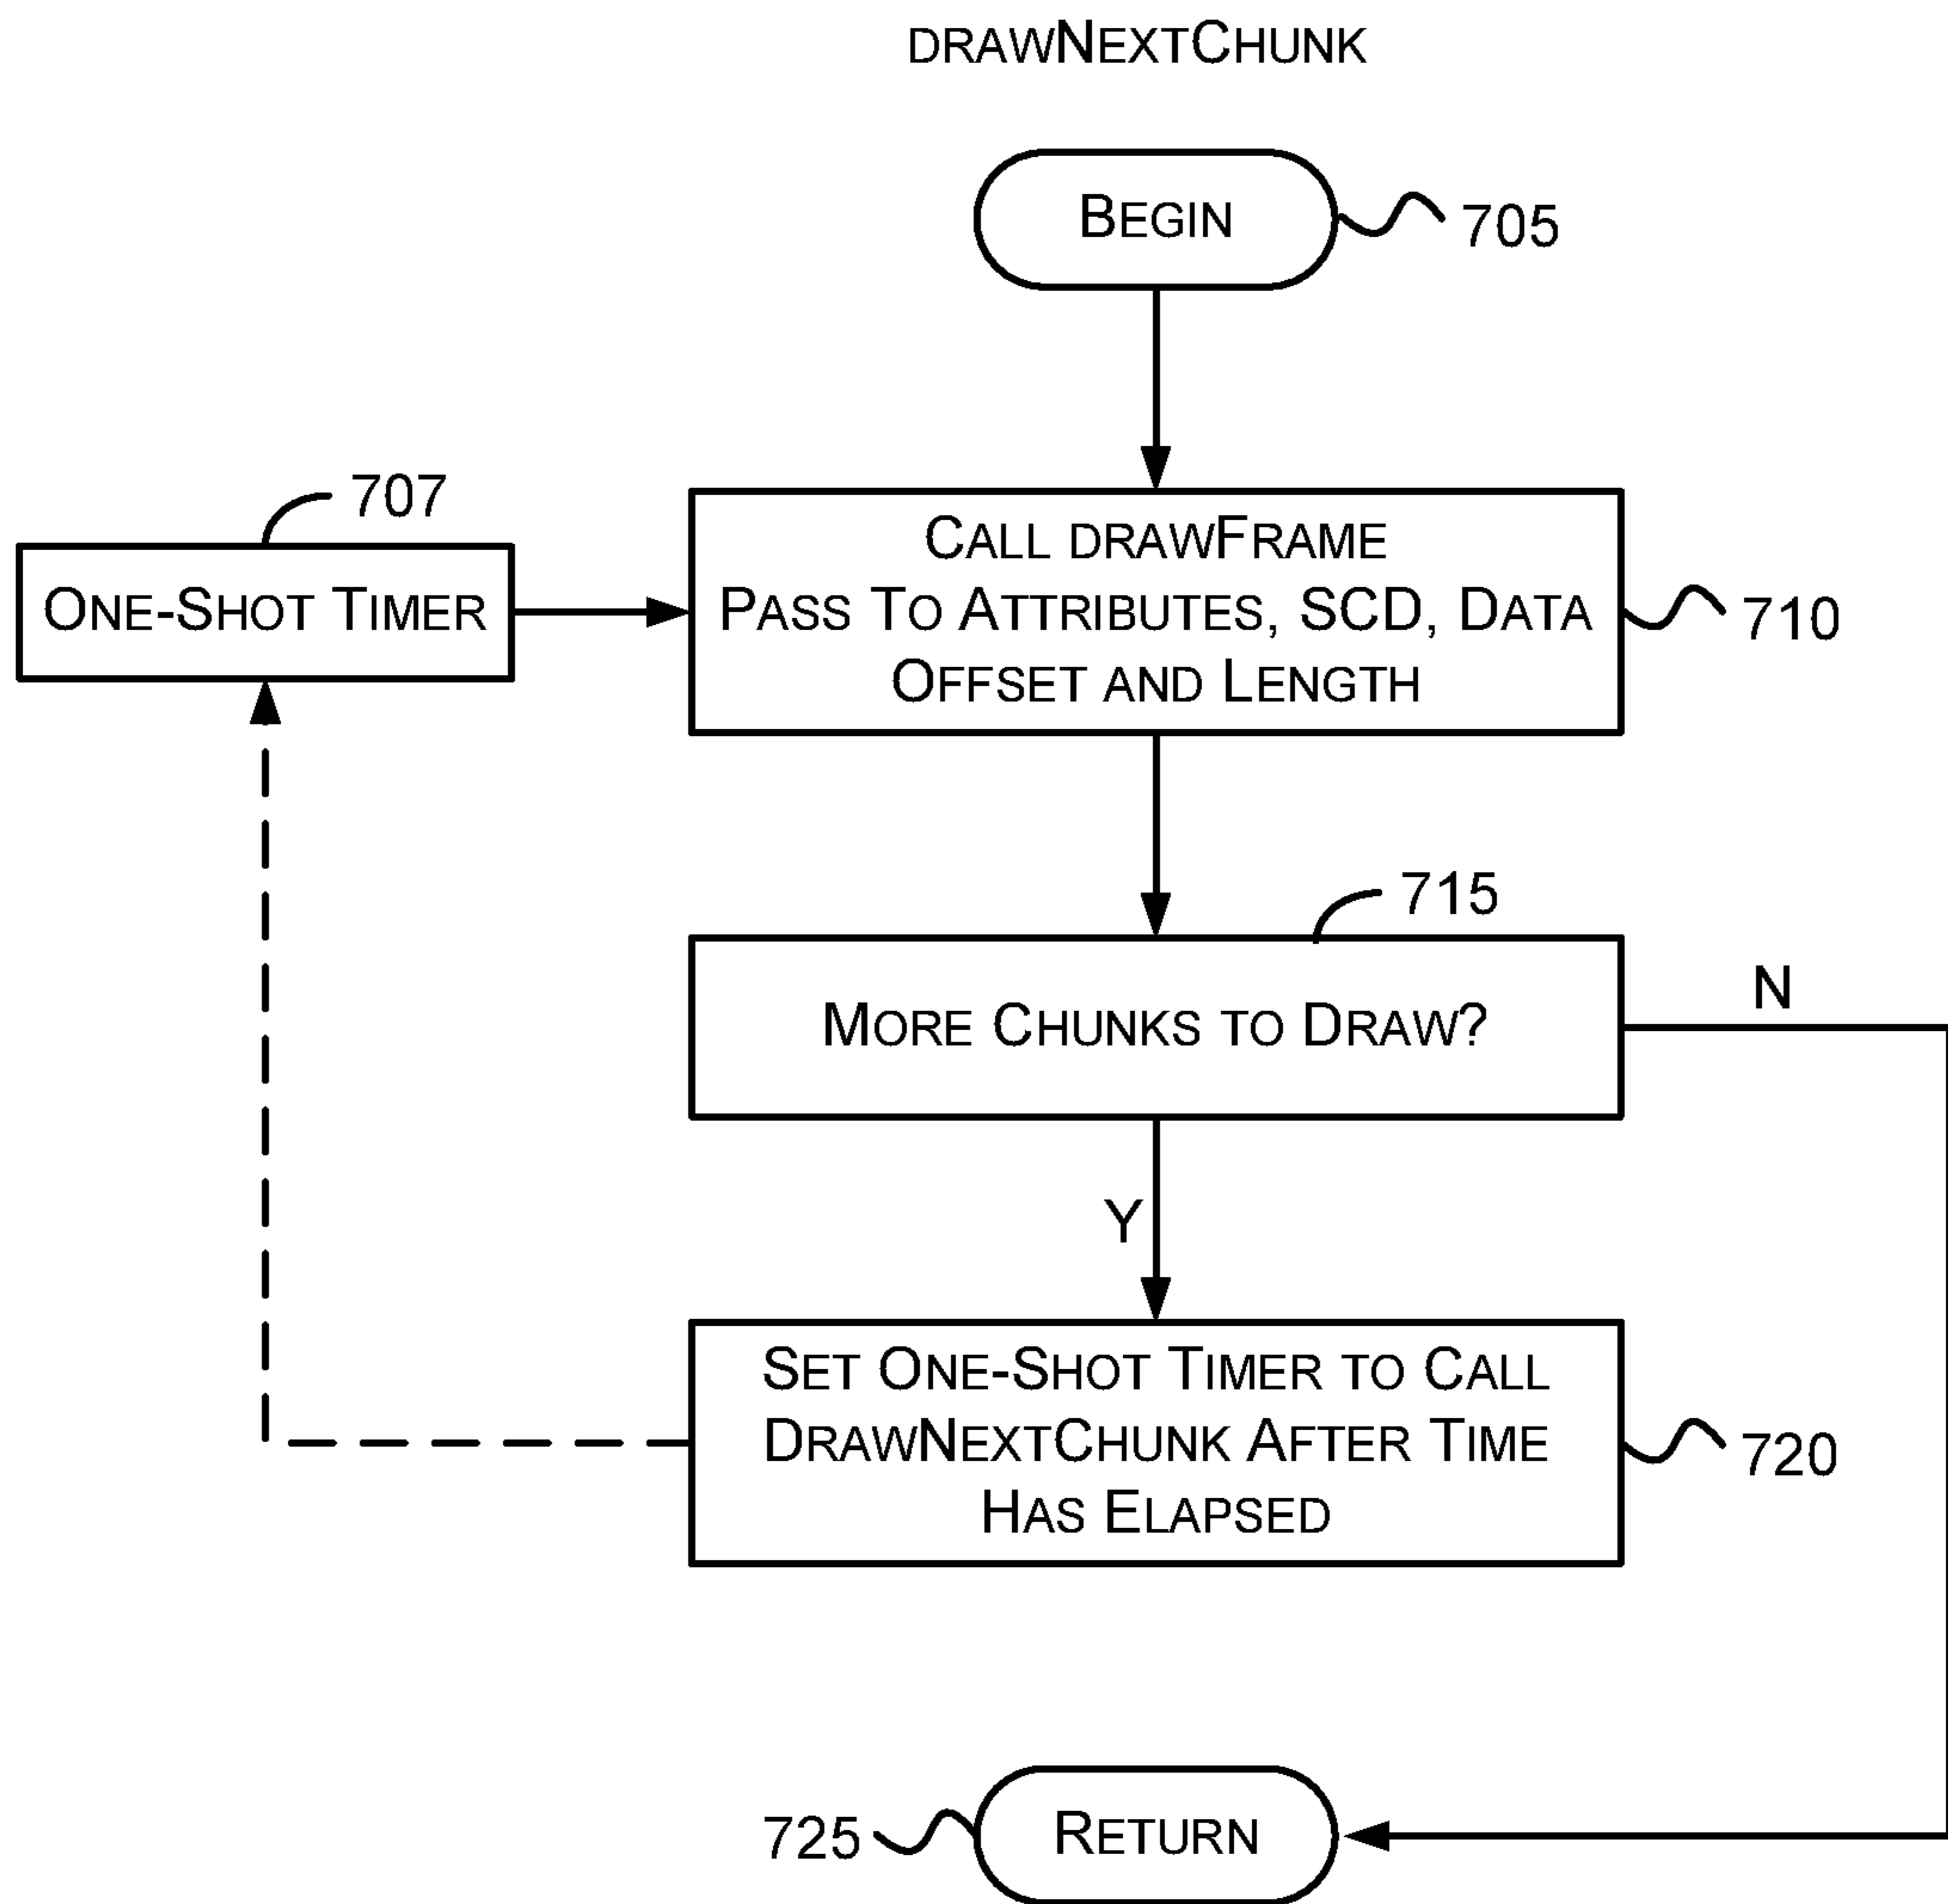 DRAWNEXTCHUNK
BEGIN
705
707
ONE-SHOT TIMER
CALL DRAWFRAME
PASS TO ATTRIBUTES, SCD, DATA
OFFSET AND LENGTH
710
715
MORE CHUNKS TO DRAW?
N
Y
SET ONE-SHOT TIMER TO CALL
DRAWNEXTCHUNK AFTER TIME
HAS ELAPSED
720
725
RETURN